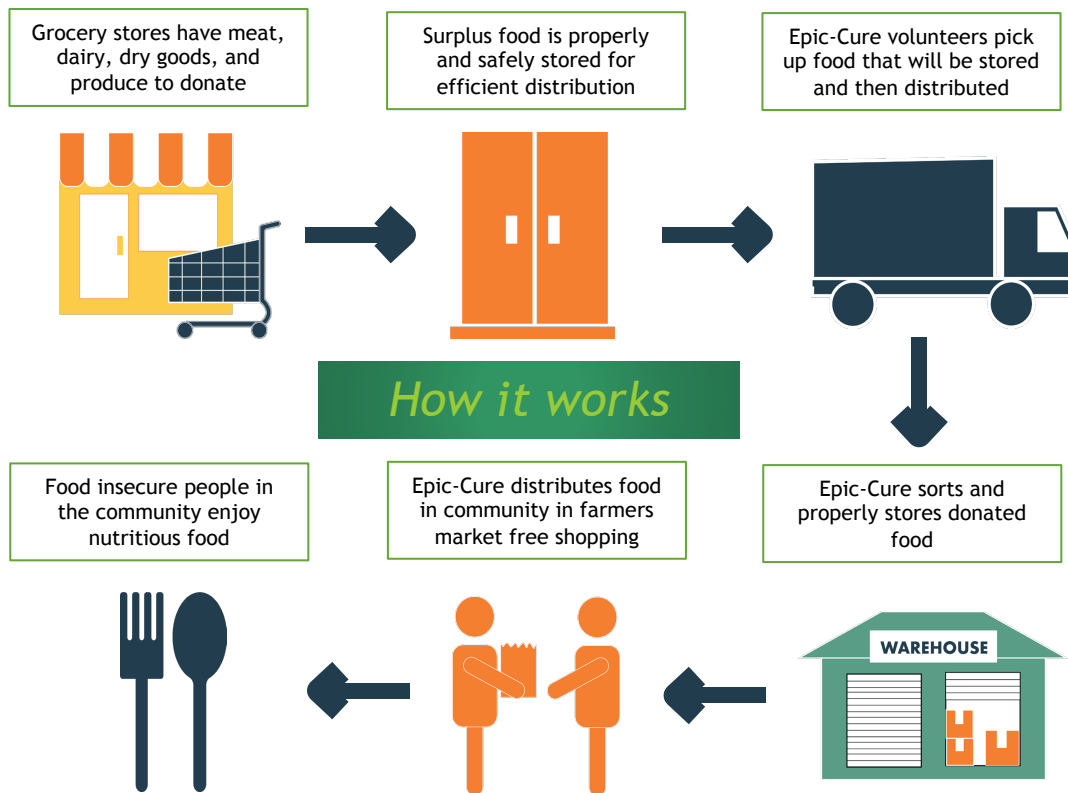 Grocery stores have meat,
dairy, dry goods, and
produce to donate
Surplus food is properly
and safely stored for
efficient distribution
Epic-Cure volunteers pick
up food that will be stored
and then distributed
How it works
Epic-Cure sorts and
properly stores donated
food
WAREHOUSE
Epic-Cure distributes food
in community in farmers
market free shopping
Food insecure people in
the community enjoy
nutritious food